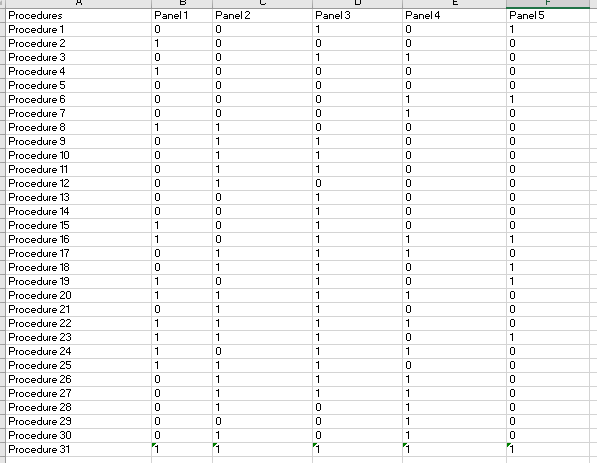 A B C D E F
Procedures Panel 1 Panel 2 Panel 3 Panel 4 Panel 5
Procedure 1 0 0 1 0 1
Procedure 2 1 0 0 0 0
Procedure 3 0 0 1 1 0
Procedure 4 1 0 0 0 0
Procedure 5 0 0 0 0 0
Procedure 6 0 0 0 1 1
Procedure 7 0 0 0 1 0
Procedure 8 1 1 0 0 0
Procedure 9 0 1 1 0 0
Procedure 10 0 1 1 0 0
Procedure 11 0 1 1 0 0
Procedure 12 0 1 0 0 0
Procedure 13 0 0 1 0 0
Procedure 14 0 0 1 0 0
Procedure 15 1 0 1 0 0
Procedure 16 1 0 1 1 1
Procedure 17 0 1 1 1 0
Procedure 18 0 1 1 0 1
Procedure 19 1 0 1 0 1
Procedure 20 1 1 1 1 0
Procedure 21 0 1 1 0 0
Procedure 22 1 1 1 1 0
Procedure 23 1 1 1 0 1
Procedure 24 1 0 1 1 0
Procedure 25 1 1 1 0 0
Procedure 26 0 1 1 1 0
Procedure 27 0 1 1 1 0
Procedure 28 0 1 0 1 0
Procedure 29 0 0 0 1 0
Procedure 30 0 1 0 1 0
Procedure 31 1 1 1 1 1